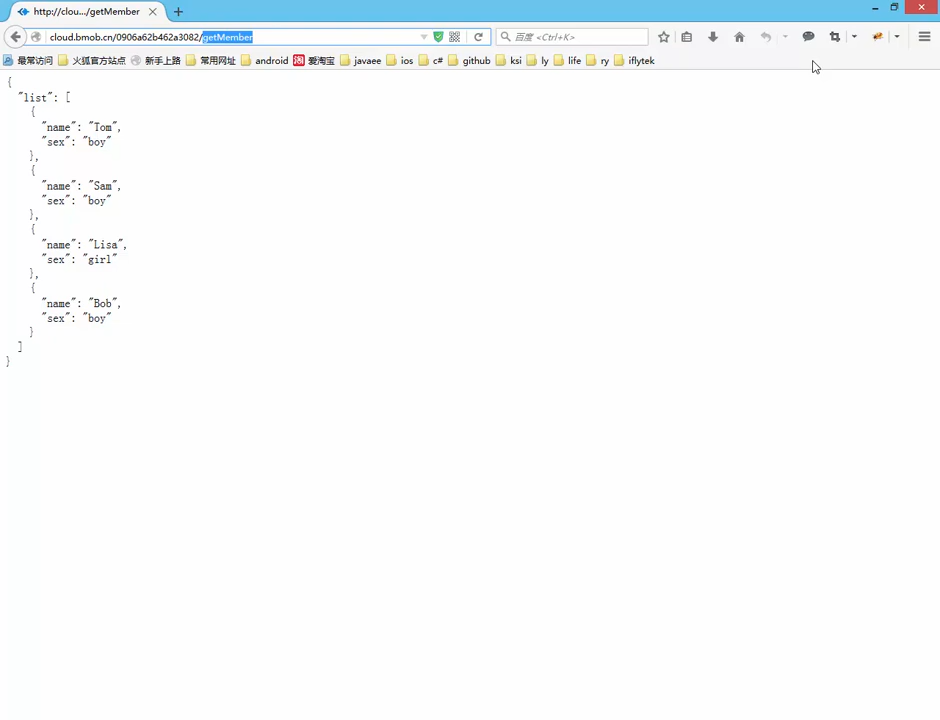 http://clou.../getMember
cloud.bmob.cn/0906a62b462a3082/getMember
百度 <Ctrl+K>
最常访问 火狐官方站点 新手上路 常用网址 android 淘 爱淘宝 javaee ios c# github ksi ly life ry iflytek
{
"list": [
{
"name": "Tom",
"sex": "boy"
},
{
"name": "Sam",
"sex": "boy"
},
{
"name": "Lisa",
"sex": "girl"
},
{
"name": "Bob",
"sex": "boy"
}
]
}